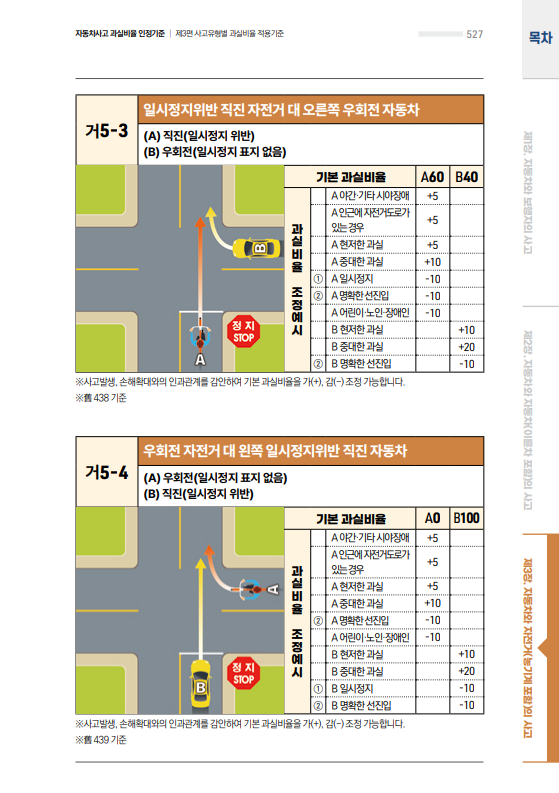 자동차사고 과실비율 인정기준 | 제3편 사고유형별 과실비율 적용기준
527
목차
거5-3
일시정지위반 직진 자전거 대 오른쪽 우회전 자동차
(A) 직진(일시정지 위반)
(B) 우회전(일시정지 표지 없음)
B
정 지
STOP
A
과실비율 조정예시
기본 과실비율 A60 B40
A 야간·기타 시야장애 +5
A 인근에 자전거도로가
있는 경우 +5
A 현저한 과실 +5
A 중대한 과실 +10
① A 일시정지 -10
② A 명확한 선진입 -10
A 어린이·노인·장애인 -10
B 현저한 과실 +10
B 중대한 과실 +20
② B 명확한 선진입 -10
※사고발생, 손해확대와의 인과관계를 감안하여 기본 과실비율을 가(+), 감(-) 조정 가능합니다.
※舊 438 기준
거5-4
우회전 자전거 대 왼쪽 일시정지위반 직진 자동차
(A) 우회전(일시정지 표지 없음)
(B) 직진(일시정지 위반)
A
B
정 지
STOP
과실비율 조정예시
기본 과실비율 A0 B100
A 야간·기타 시야장애 +5
A 인근에 자전거도로가
있는 경우 +5
A 현저한 과실 +5
A 중대한 과실 +10
② A 명확한 선진입 -10
A 어린이·노인·장애인 -10
B 현저한 과실 +10
B 중대한 과실 +20
① B 일시정지 -10
② B 명확한 선진입 -10
※사고발생, 손해확대와의 인과관계를 감안하여 기본 과실비율을 가(+), 감(-) 조정 가능합니다.
※舊 439 기준
제1장. 자동차와 보행자의 사고
제2장. 자동차와 자동차(이륜차 포함)의 사고
제3장. 자동차와 자전거(농기계 포함)의 사고